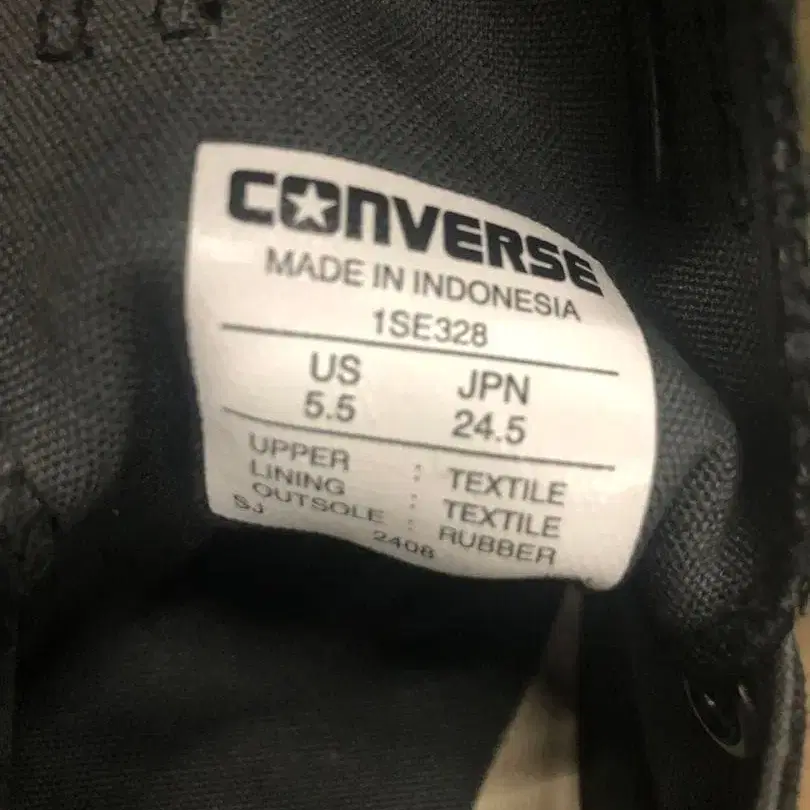 CONVERSE
MADE IN INDONESIA
1SE328
US JPN
5.5 24.5
UPPER : TEXTILE
LINING : TEXTILE
OUTSOLE : RUBBER
SJ 2408